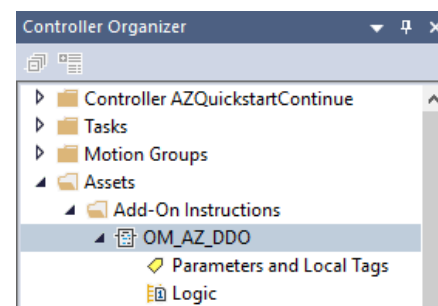 Controller Organizer
Controller AZQuickstartContinue
Tasks
Motion Groups
Assets
Add-On Instructions
OM_AZ_DDO
Parameters and Local Tags
Logic